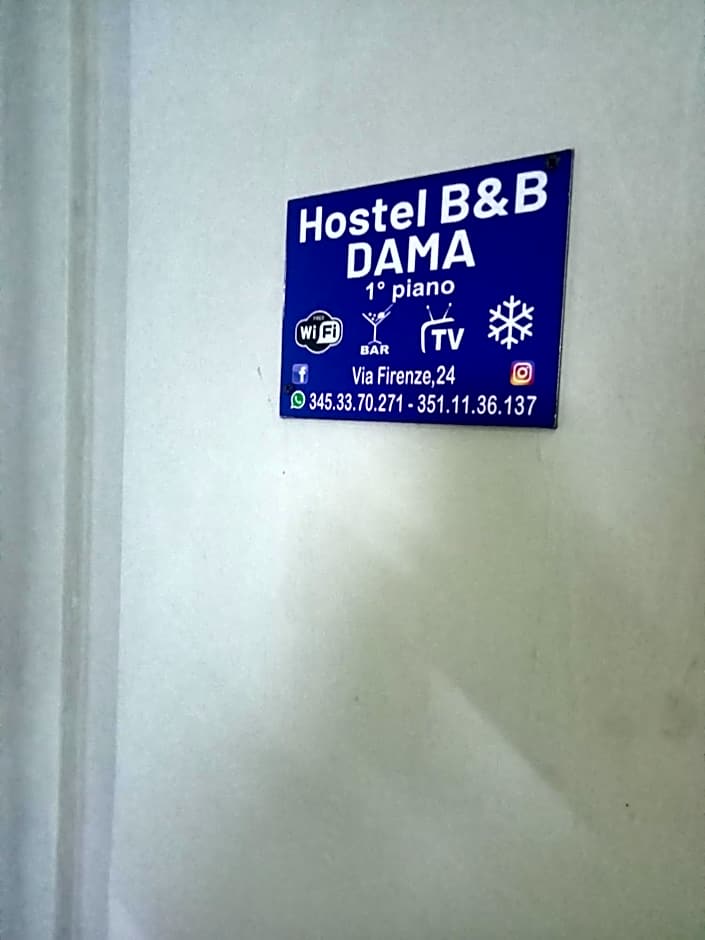 Hostel B&B
DAMA
1° piano
FREE
Wi Fi
BAR
TV
f
Via Firenze,24
345.33.70.271 - 351.11.36.137